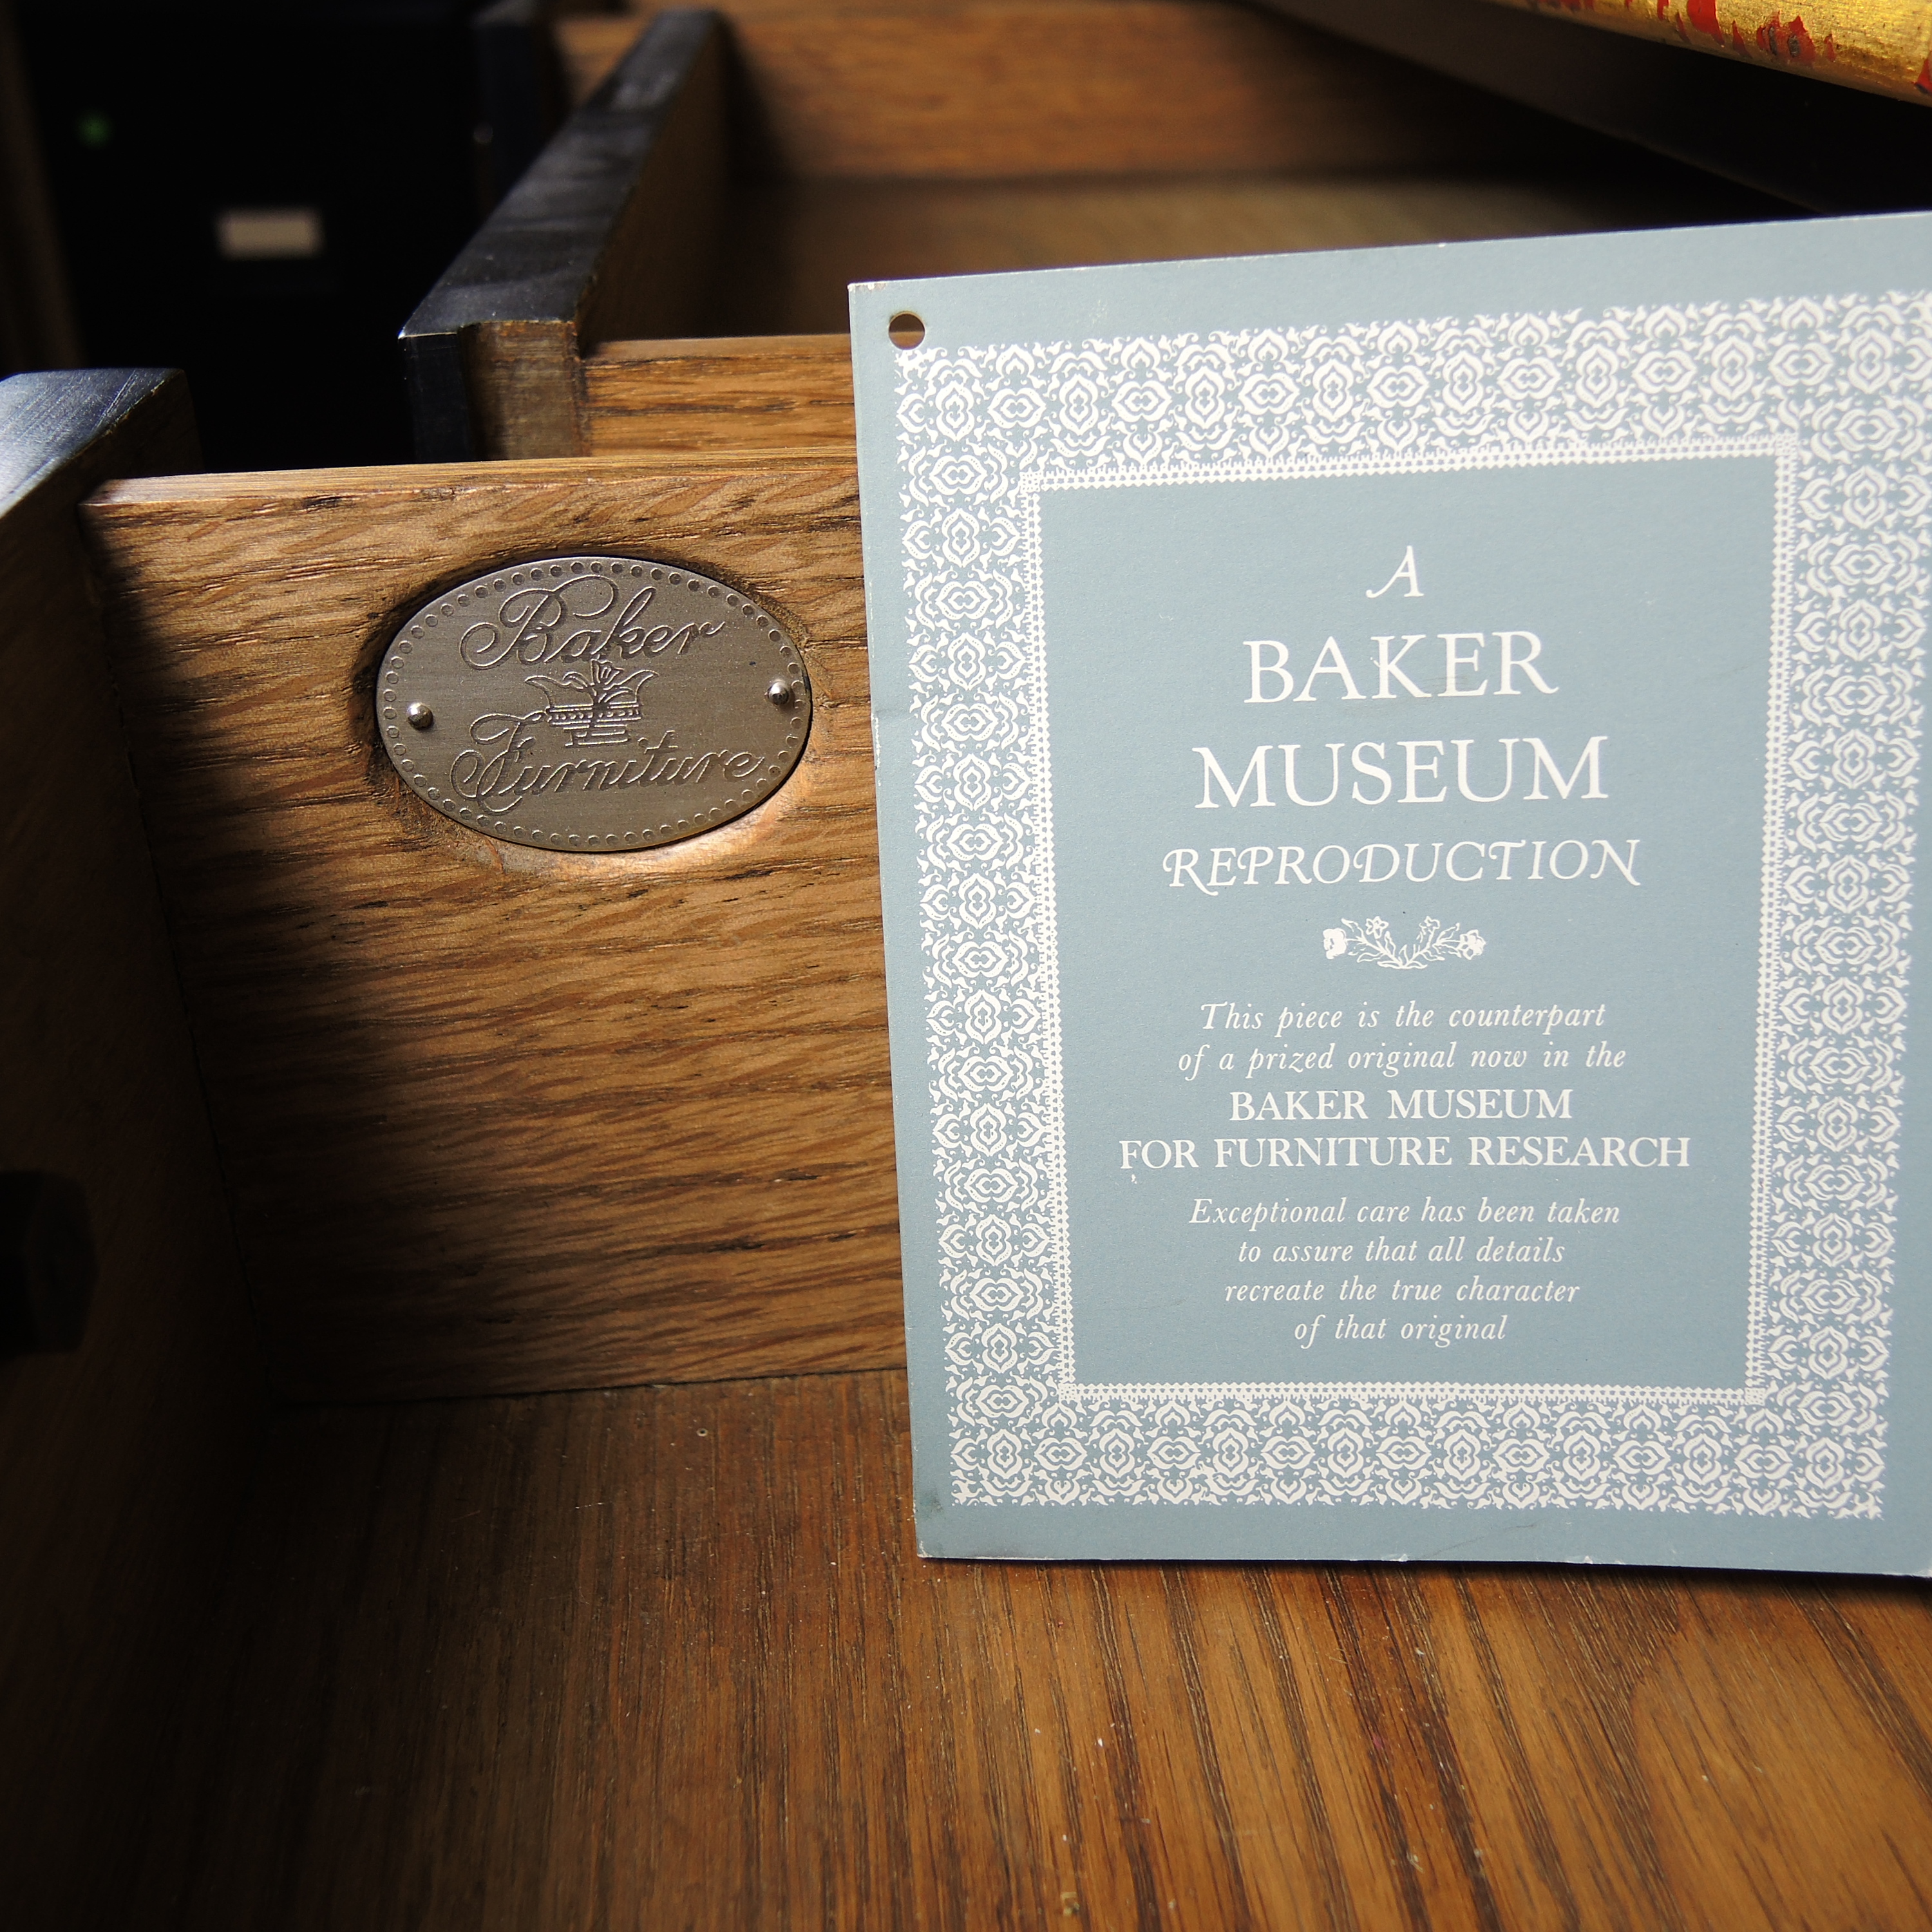 Baker
Furniture
A
BAKER
MUSEUM
REPRODUCTION
This piece is the counterpart
of a prized original now in the
BAKER MUSEUM
FOR FURNITURE RESEARCH
Exceptional care has been taken
to assure that all details
recreate the true character
of that original